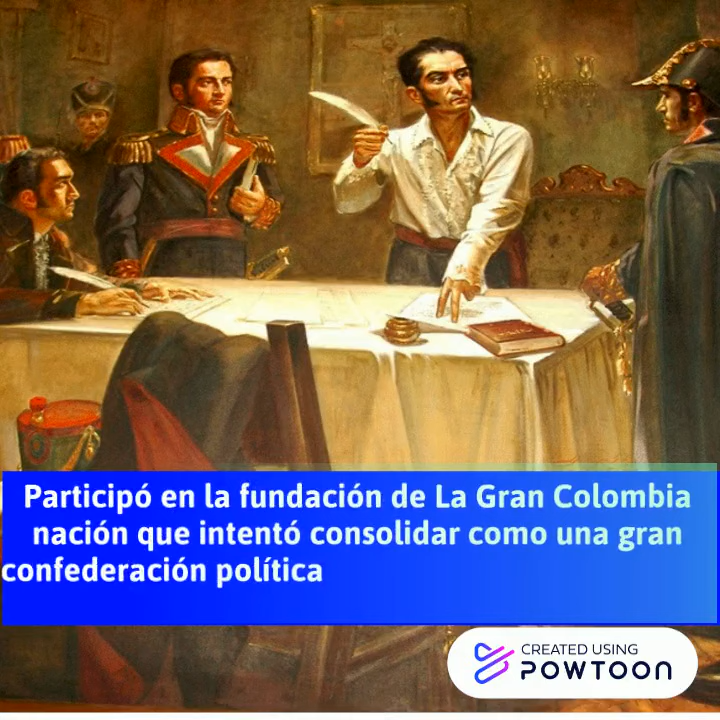 Participó en la fundación de La Gran Colombia
nación que intentó consolidar como una gran
confederación política
CREATED USING
POWTOON